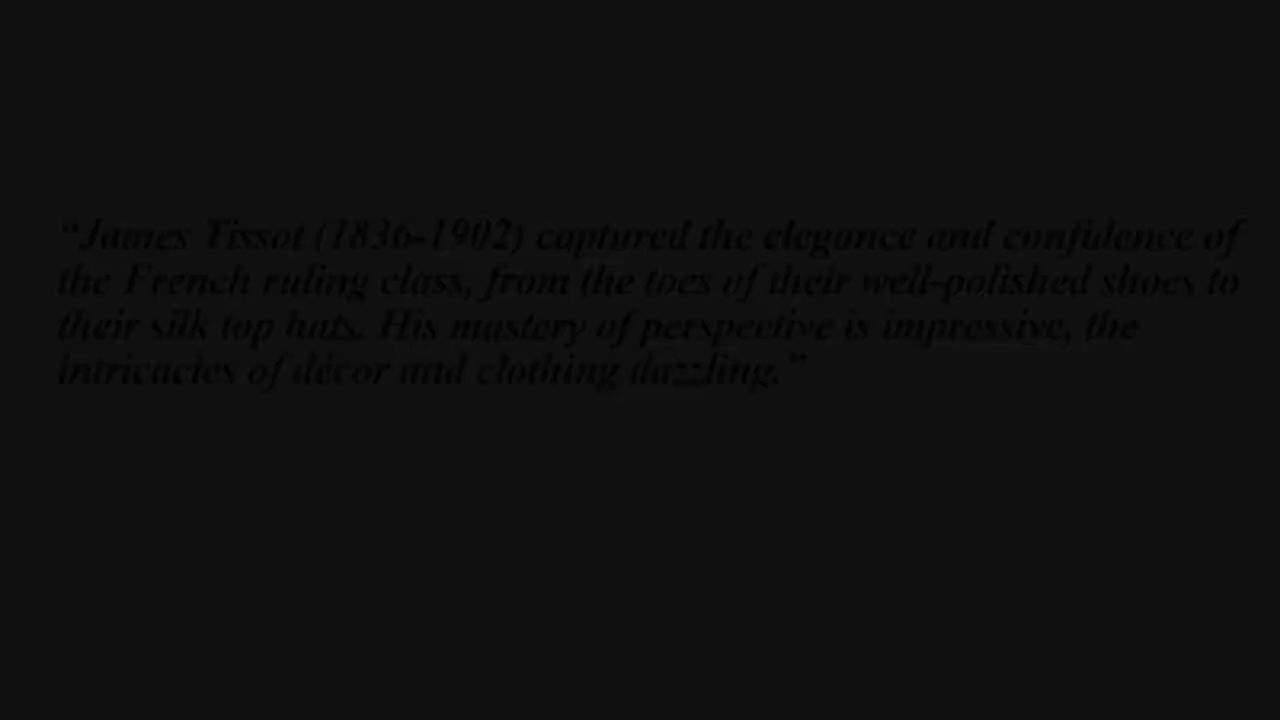 “James Tissot (1836-1902) captured the elegance and confidence of
the French ruling class, from the toes of their well-polished shoes to
their silk top hats. His mastery of perspective is impressive, the
intricacies of décor and clothing dazzling.”